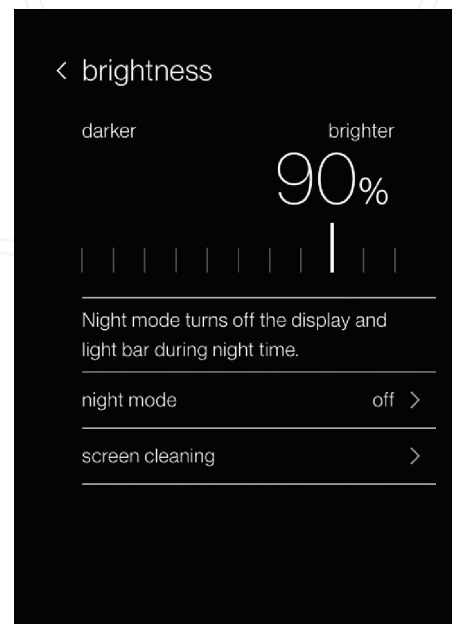 < brightness
darker brighter
90%
Night mode turns off the display and
light bar during night time.
night mode off >
screen cleaning >